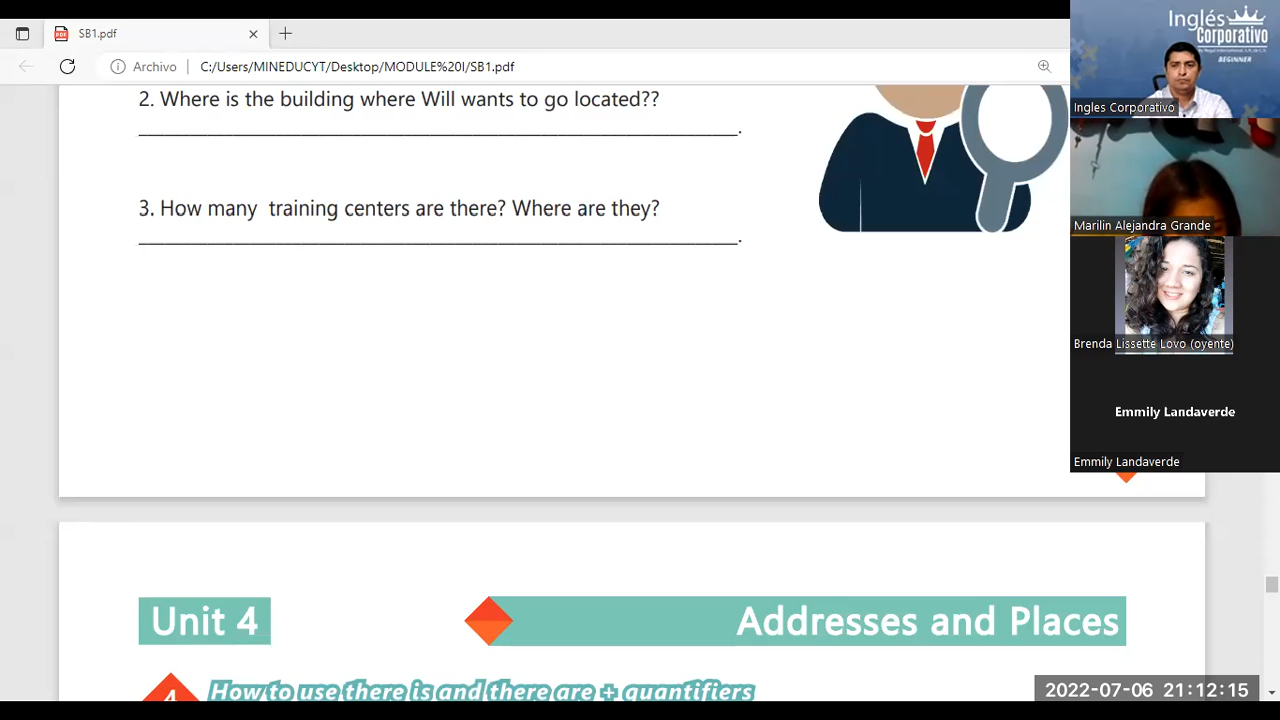 SB1.pdf
Archivo
C:/Users/MINEDUCYT/Desktop/MODULE%20I/SB1.pdf
2. Where is the building where Will wants to go located??
3. How many  training centers are there? Where are they?
Unit 4
Addresses and Places
4
How to use there is and there are + quantifiers
Inglés
Corporativo
BEGINNER
Ingles Corporativo
Marilin Alejandra Grande
Brenda Lissette Lovo (oyente)
Emmily Landaverde
Emmily Landaverde
2022-07-06 21:12:15